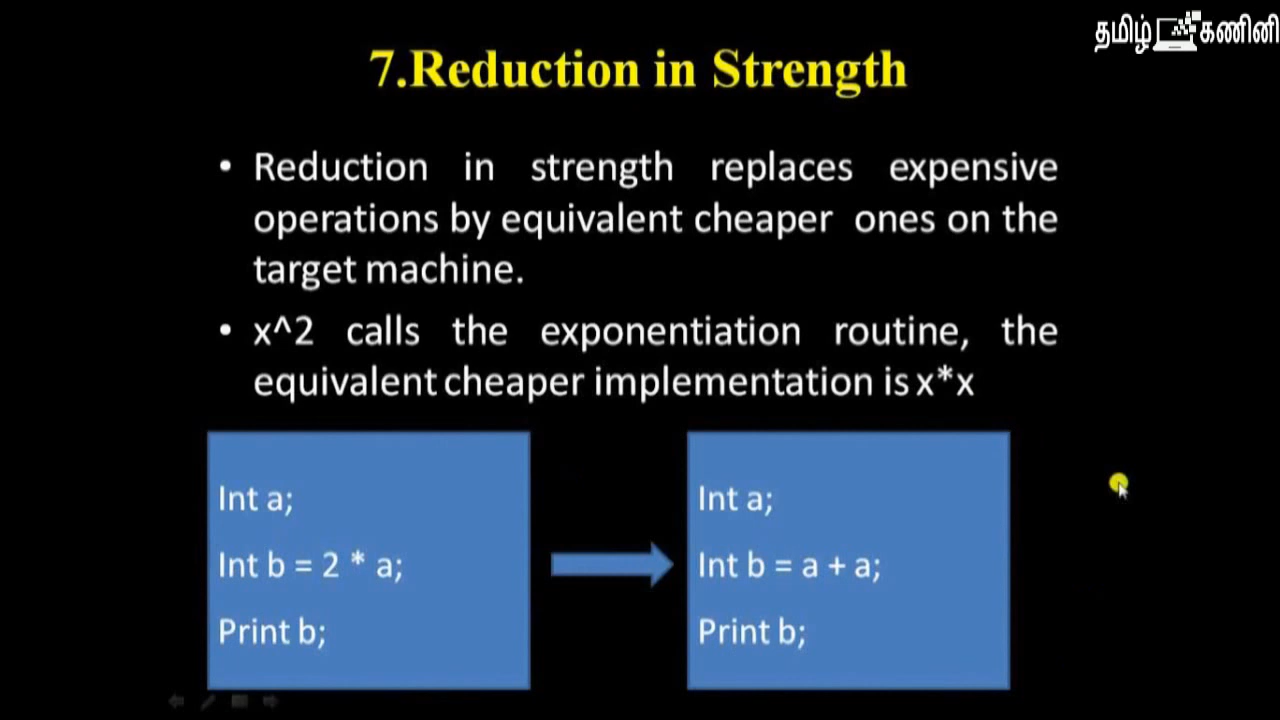 தமிழ் கணினி
7.Reduction in Strength
• Reduction in strength replaces expensive
operations by equivalent cheaper ones on the
target machine.
• x^2 calls the exponentiation routine, the
equivalent cheaper implementation is x*x
Int a;
Int b = 2 * a;
Print b;
Int a;
Int b = a + a;
Print b;